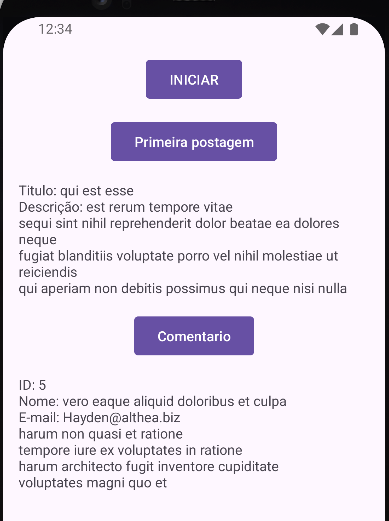 12:34
INICIAR
Primeira postagem
Titulo: qui est esse
Descrição: est rerum tempore vitae
sequi sint nihil reprehenderit dolor beatae ea dolores
neque
fugiat blanditiis voluptate porro vel nihil molestiae ut
reiciendis
qui aperiam non debitis possimus qui neque nisi nulla
Comentario
ID: 5
Nome: vero eaque aliquid doloribus et culpa
E-mail: Hayden@althea.biz
harum non quasi et ratione
tempore iure ex voluptates in ratione
harum architecto fugit inventore cupiditate
voluptates magni quo et